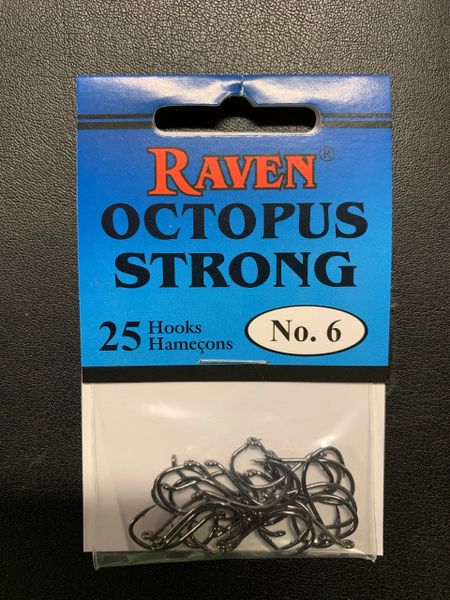 RAVEN®
OCTOPUS
STRONG
25 Hooks
Hameçons
No. 6